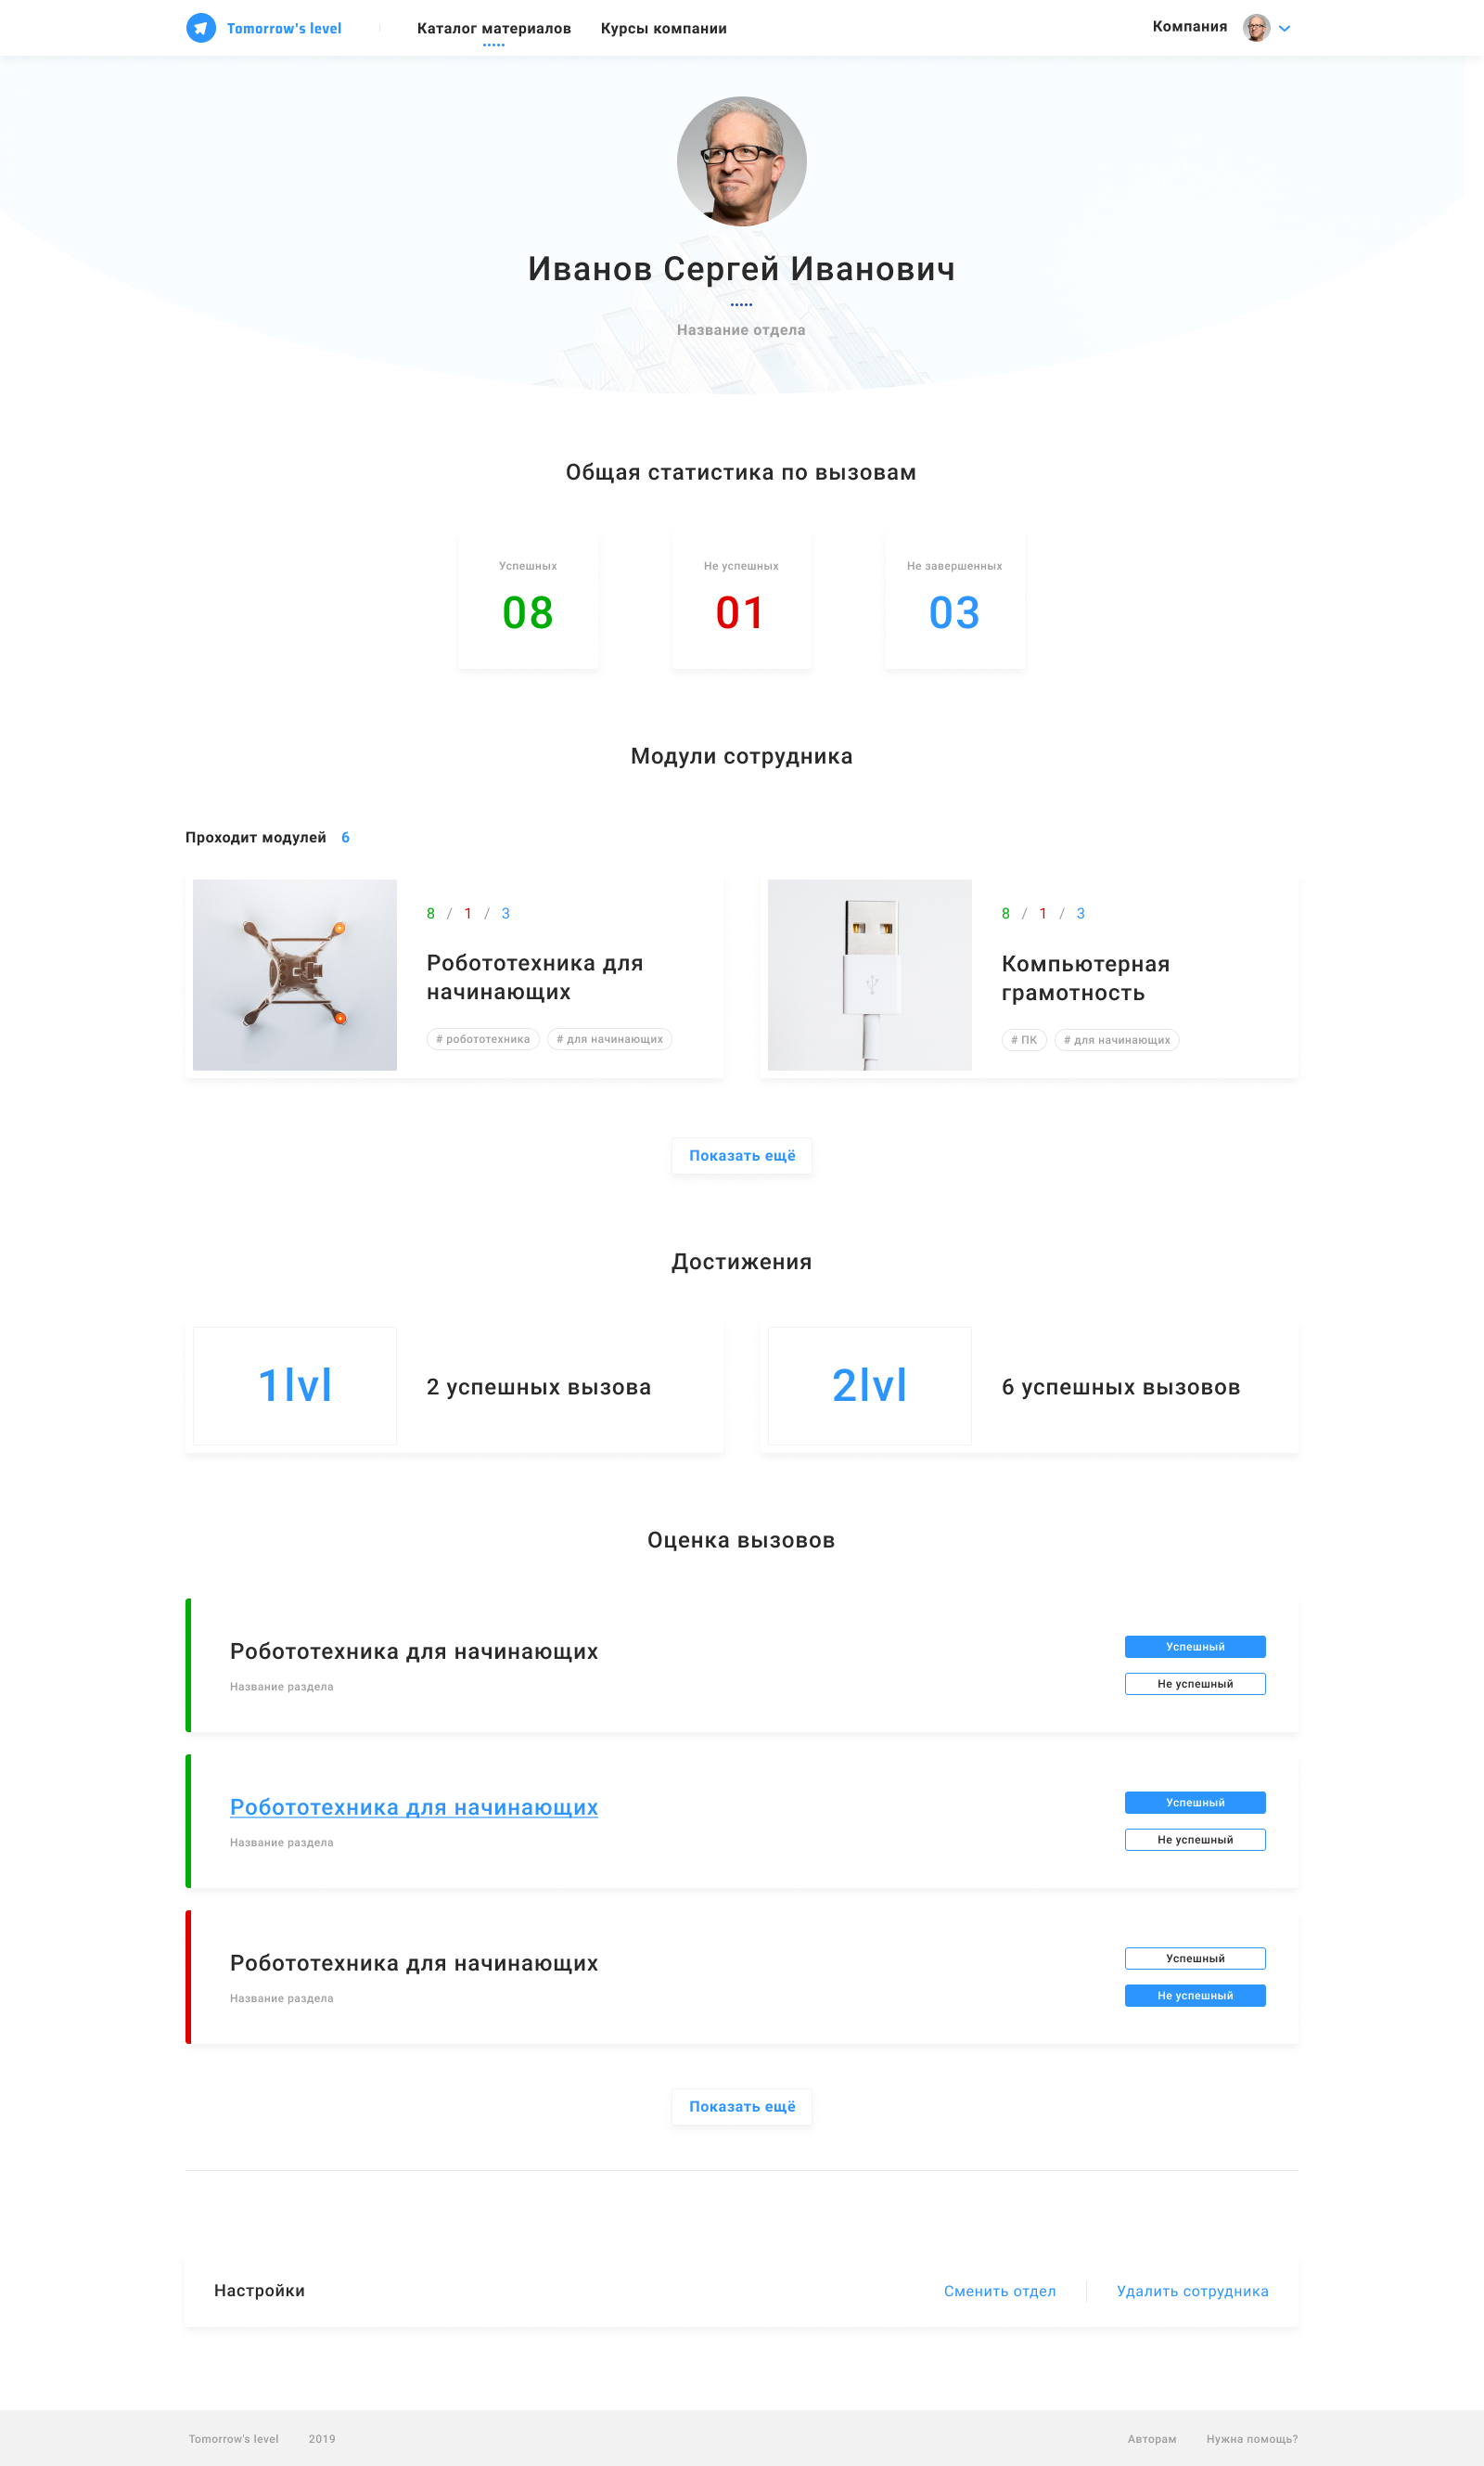 Tomorrow's level
Каталог материалов
Курсы компании
Компания
Иванов Сергей Иванович
Название отдела
Общая статистика по вызовам
Успешных
Не успешных
Не завершенных
08
01
03
Модули сотрудника
Проходит модулей 6
8 / 1 / 3
Робототехника для
начинающих
# робототехника # для начинающих
8 / 1 / 3
Компьютерная
грамотность
# ПК # для начинающих
Показать ещё
Достижения
1lvl
2 успешных вызова
2lvl
6 успешных вызовов
Оценка вызовов
Робототехника для начинающих
Название раздела
Успешный
Не успешный
Робототехника для начинающих
Название раздела
Успешный
Не успешный
Робототехника для начинающих
Название раздела
Успешный
Не успешный
Показать ещё
Настройки
Сменить отдел
Удалить сотрудника
Tomorrow's level
2019
Авторам
Нужна помощь?